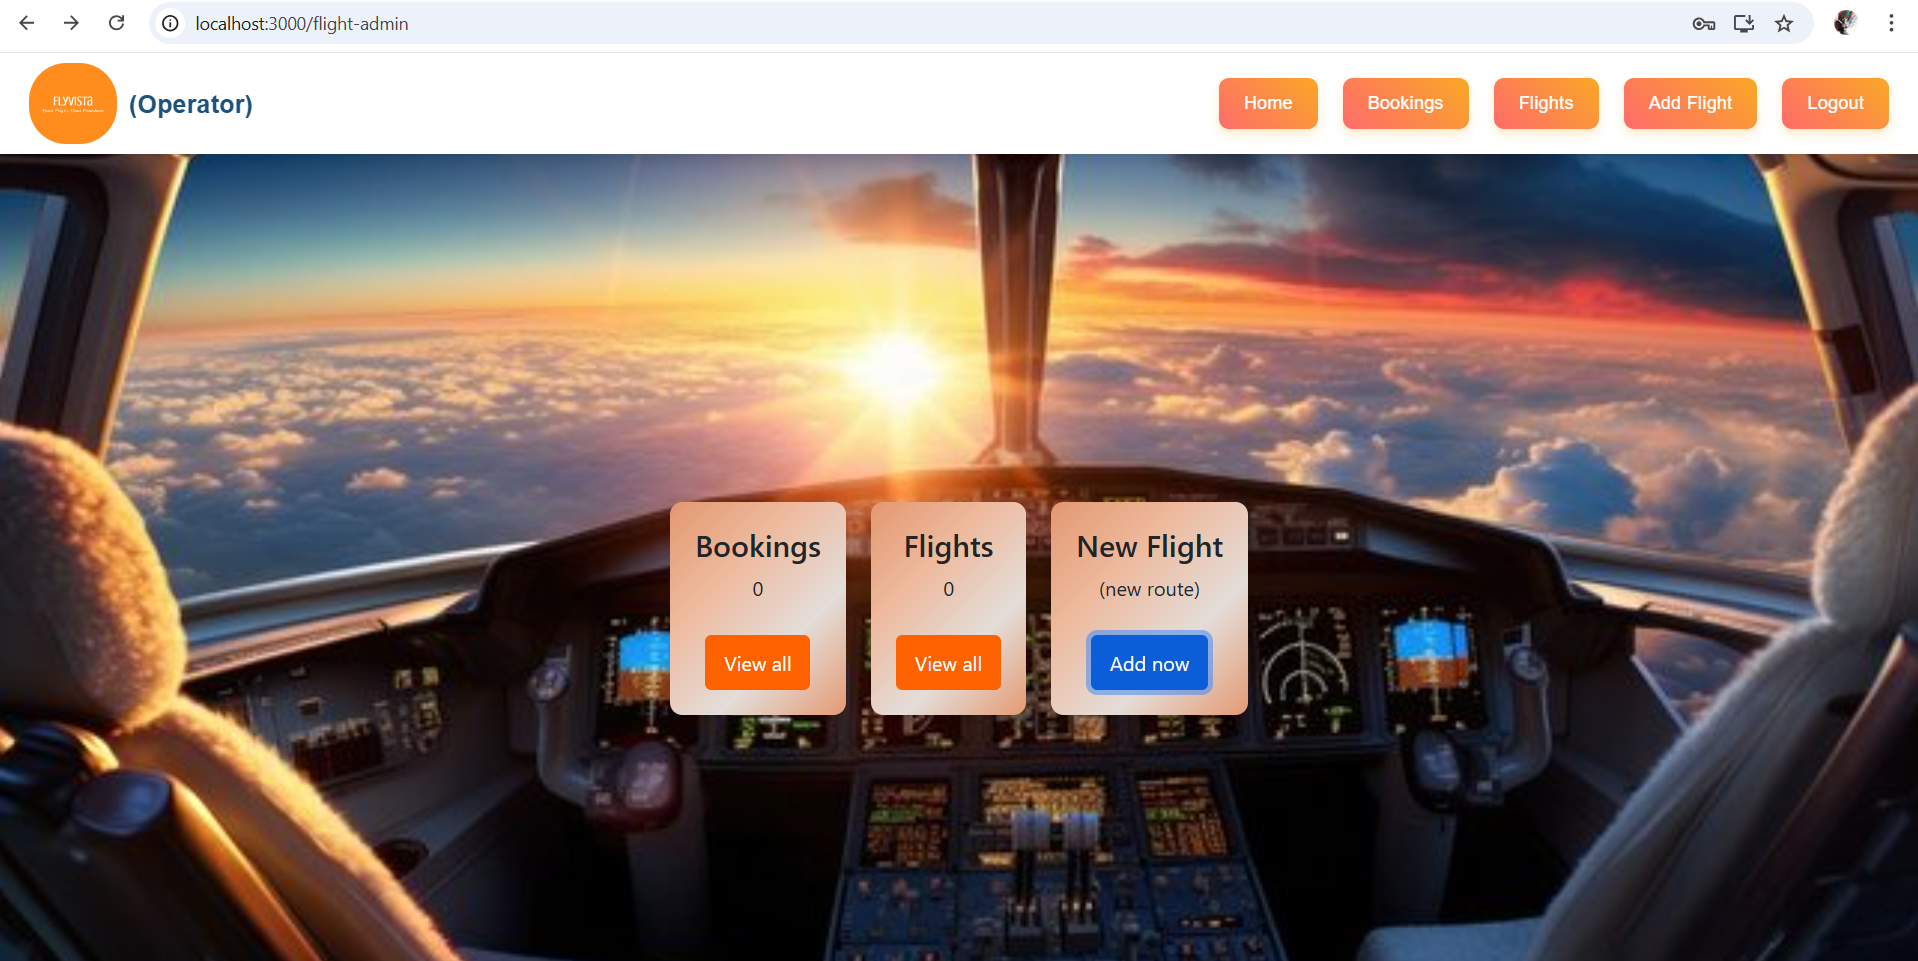 localhost:3000/flight-admin
FLYVISTA
(Operator)
Home
Bookings
Flights
Add Flight
Logout
Bookings
0
View all
Flights
0
View all
New Flight
(new route)
Add now